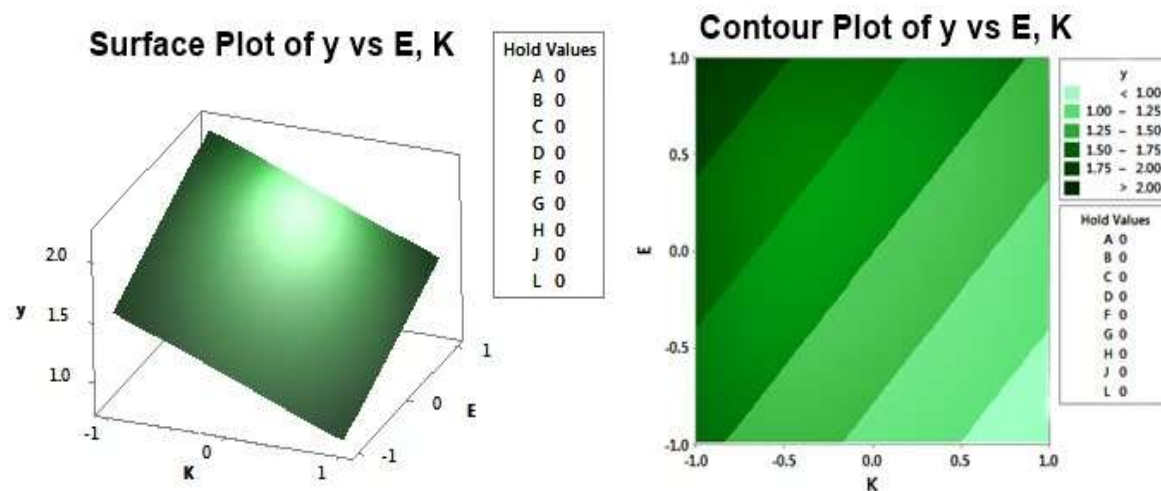 Surface Plot of y vs E, K
Hold Values
A 0
B 0
C 0
D 0
F 0
G 0
H 0
J 0
L 0
2.0
1.5
1.0
y
-1
0
1
K
-1
0
1
E
Contour Plot of y vs E, K
1.0
0.5
0.0
-0.5
-1.0
E
-1.0 -0.5 0.0 0.5 1.0
K
y
< 1.00
1.00 – 1.25
1.25 – 1.50
1.50 – 1.75
1.75 – 2.00
> 2.00
Hold Values
A 0
B 0
C 0
D 0
F 0
G 0
H 0
J 0
L 0